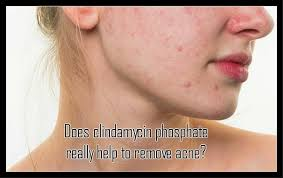 Does clindamycin phosphate
really help to remove acne?